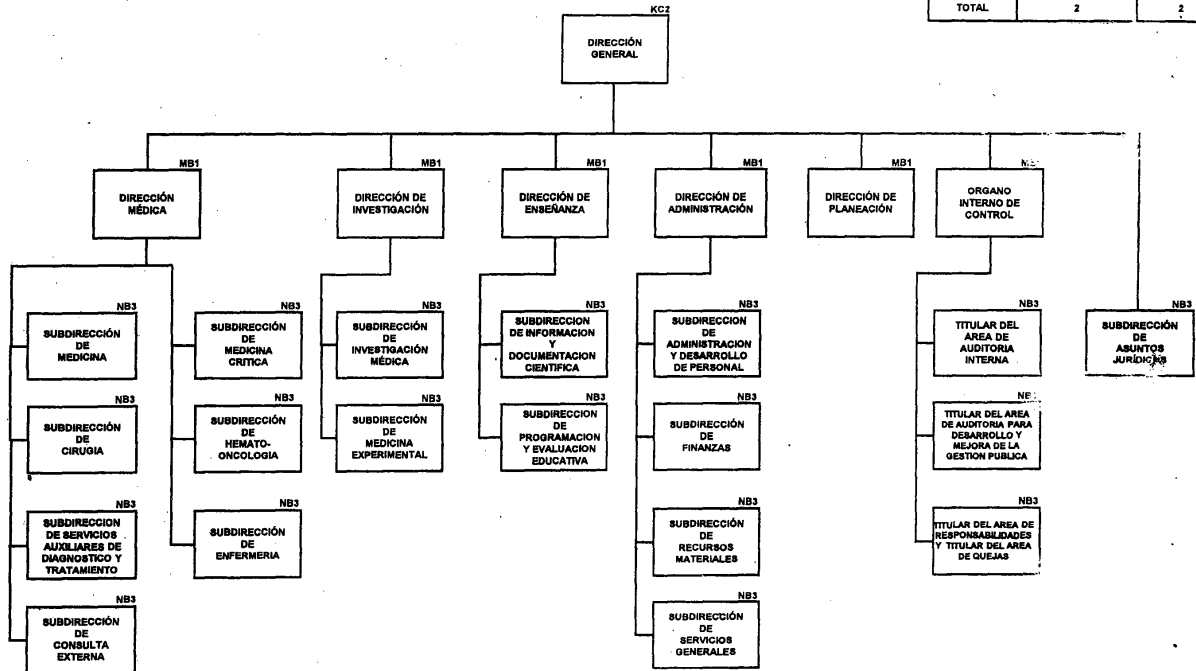 TOTAL 2 2
KC2
DIRECCIÓN
GENERAL
MB1
DIRECCIÓN
MÉDICA
MB1
DIRECCIÓN DE
INVESTIGACIÓN
MB1
DIRECCIÓN DE
ENSEÑANZA
MB1
DIRECCIÓN DE
ADMINISTRACIÓN
MB1
DIRECCIÓN
DE PLANEACIÓN
ORGANO
INTERNO DE
CONTROL
NB3
SUBDIRECCIÓN
DE
MEDICINA
NB3
SUBDIRECCIÓN
DE
MEDICINA
CRITICA
NB3
SUBDIRECCIÓN
DE
INVESTIGACIÓN
MÉDICA
NB3
SUBDIRECCION
DE INFORMACION
Y
DOCUMENTACION
CIENTIFICA
NB3
SUBDIRECCION
DE
ADMINISTRACION
Y DESARROLLO
DE PERSONAL
NB3
TITULAR DEL
AREA DE
AUDITORIA
INTERNA
NB3
SUBDIRECCIÓN
DE
ASUNTOS
JURÍDICOS
NB3
SUBDIRECCIÓN
DE
CIRUGIA
NB3
SUBDIRECCIÓN
DE
HEMATO-
ONCOLOGIA
NB3
SUBDIRECCIÓN
DE
MEDICINA
EXPERIMENTAL
NB3
SUBDIRECCION
DE
PROGRAMACION
Y EVALUACION
EDUCATIVA
NB3
SUBDIRECCIÓN
DE
FINANZAS
TITULAR DEL AREA
DE AUDITORIA PARA
DESARROLLO Y
MEJORA DE LA
GESTION PUBLICA
NB3
SUBDIRECCION
DE SERVICIOS
AUXILIARES DE
DIAGNOSTICO Y
TRATAMIENTO
NB3
SUBDIRECCIÓN
DE
ENFERMERIA
NB3
SUBDIRECCIÓN
DE
RECURSOS
MATERIALES
NB3
TITULAR DEL AREA DE
RESPONSABILIDADES
Y TITULAR DEL AREA
DE QUEJAS
NB3
SUBDIRECCIÓN
DE
CONSULTA
EXTERNA
NB3
SUBDIRECCIÓN
DE
SERVICIOS
GENERALES